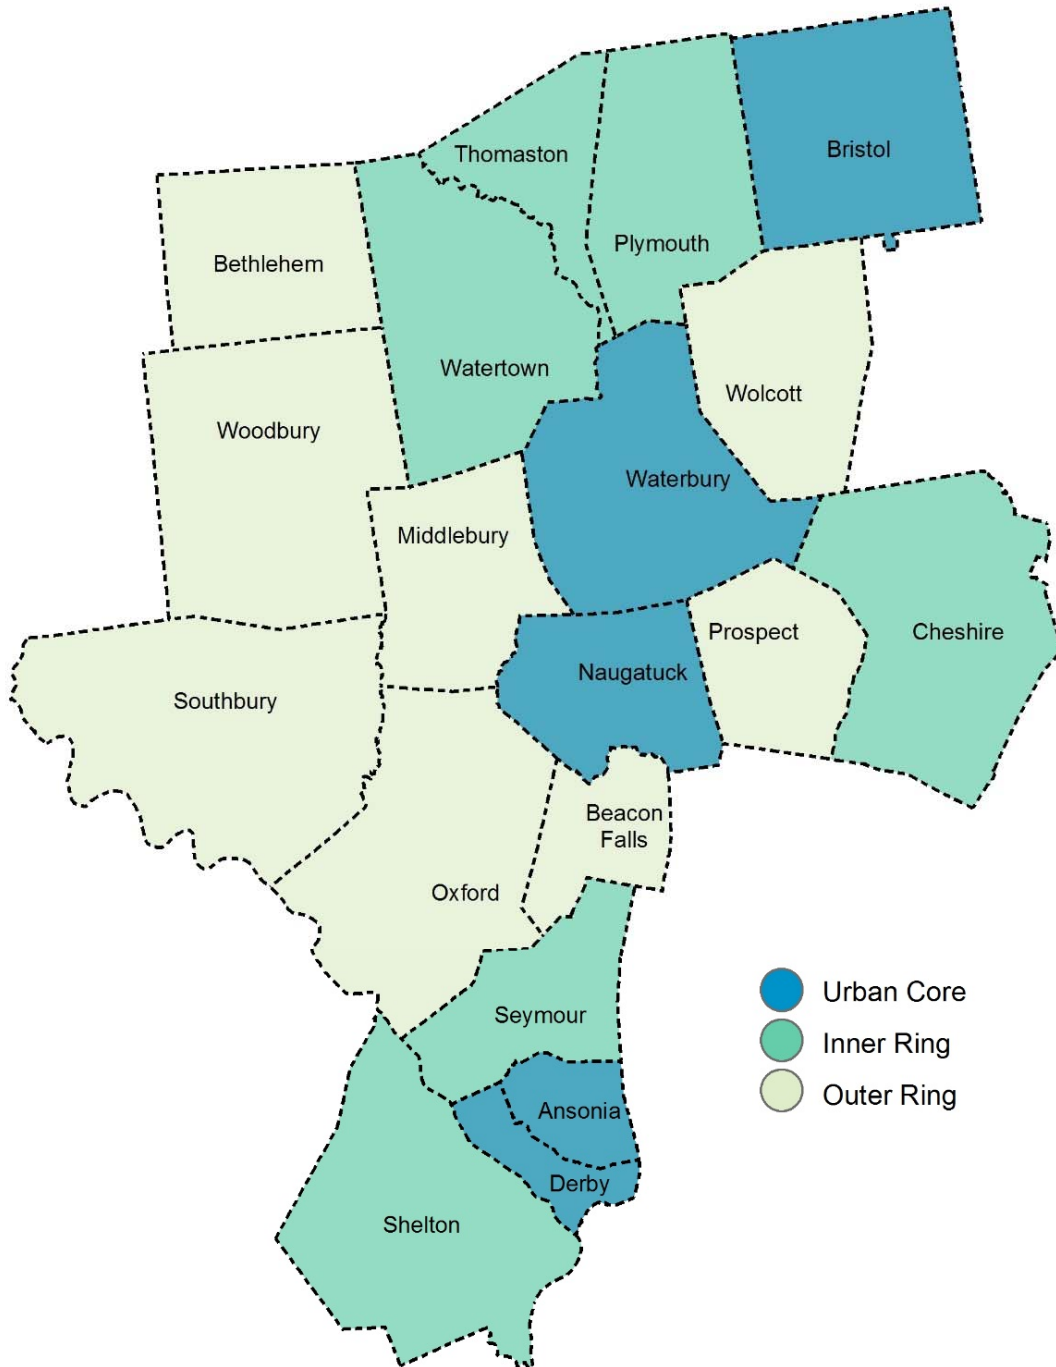 Bristol
Thomaston
Plymouth
Bethlehem
Watertown
Wolcott
Woodbury
Waterbury
Middlebury
Prospect
Cheshire
Naugatuck
Southbury
Beacon
Falls
Oxford
Seymour
Ansonia
Derby
Shelton
Urban Core
Inner Ring
Outer Ring